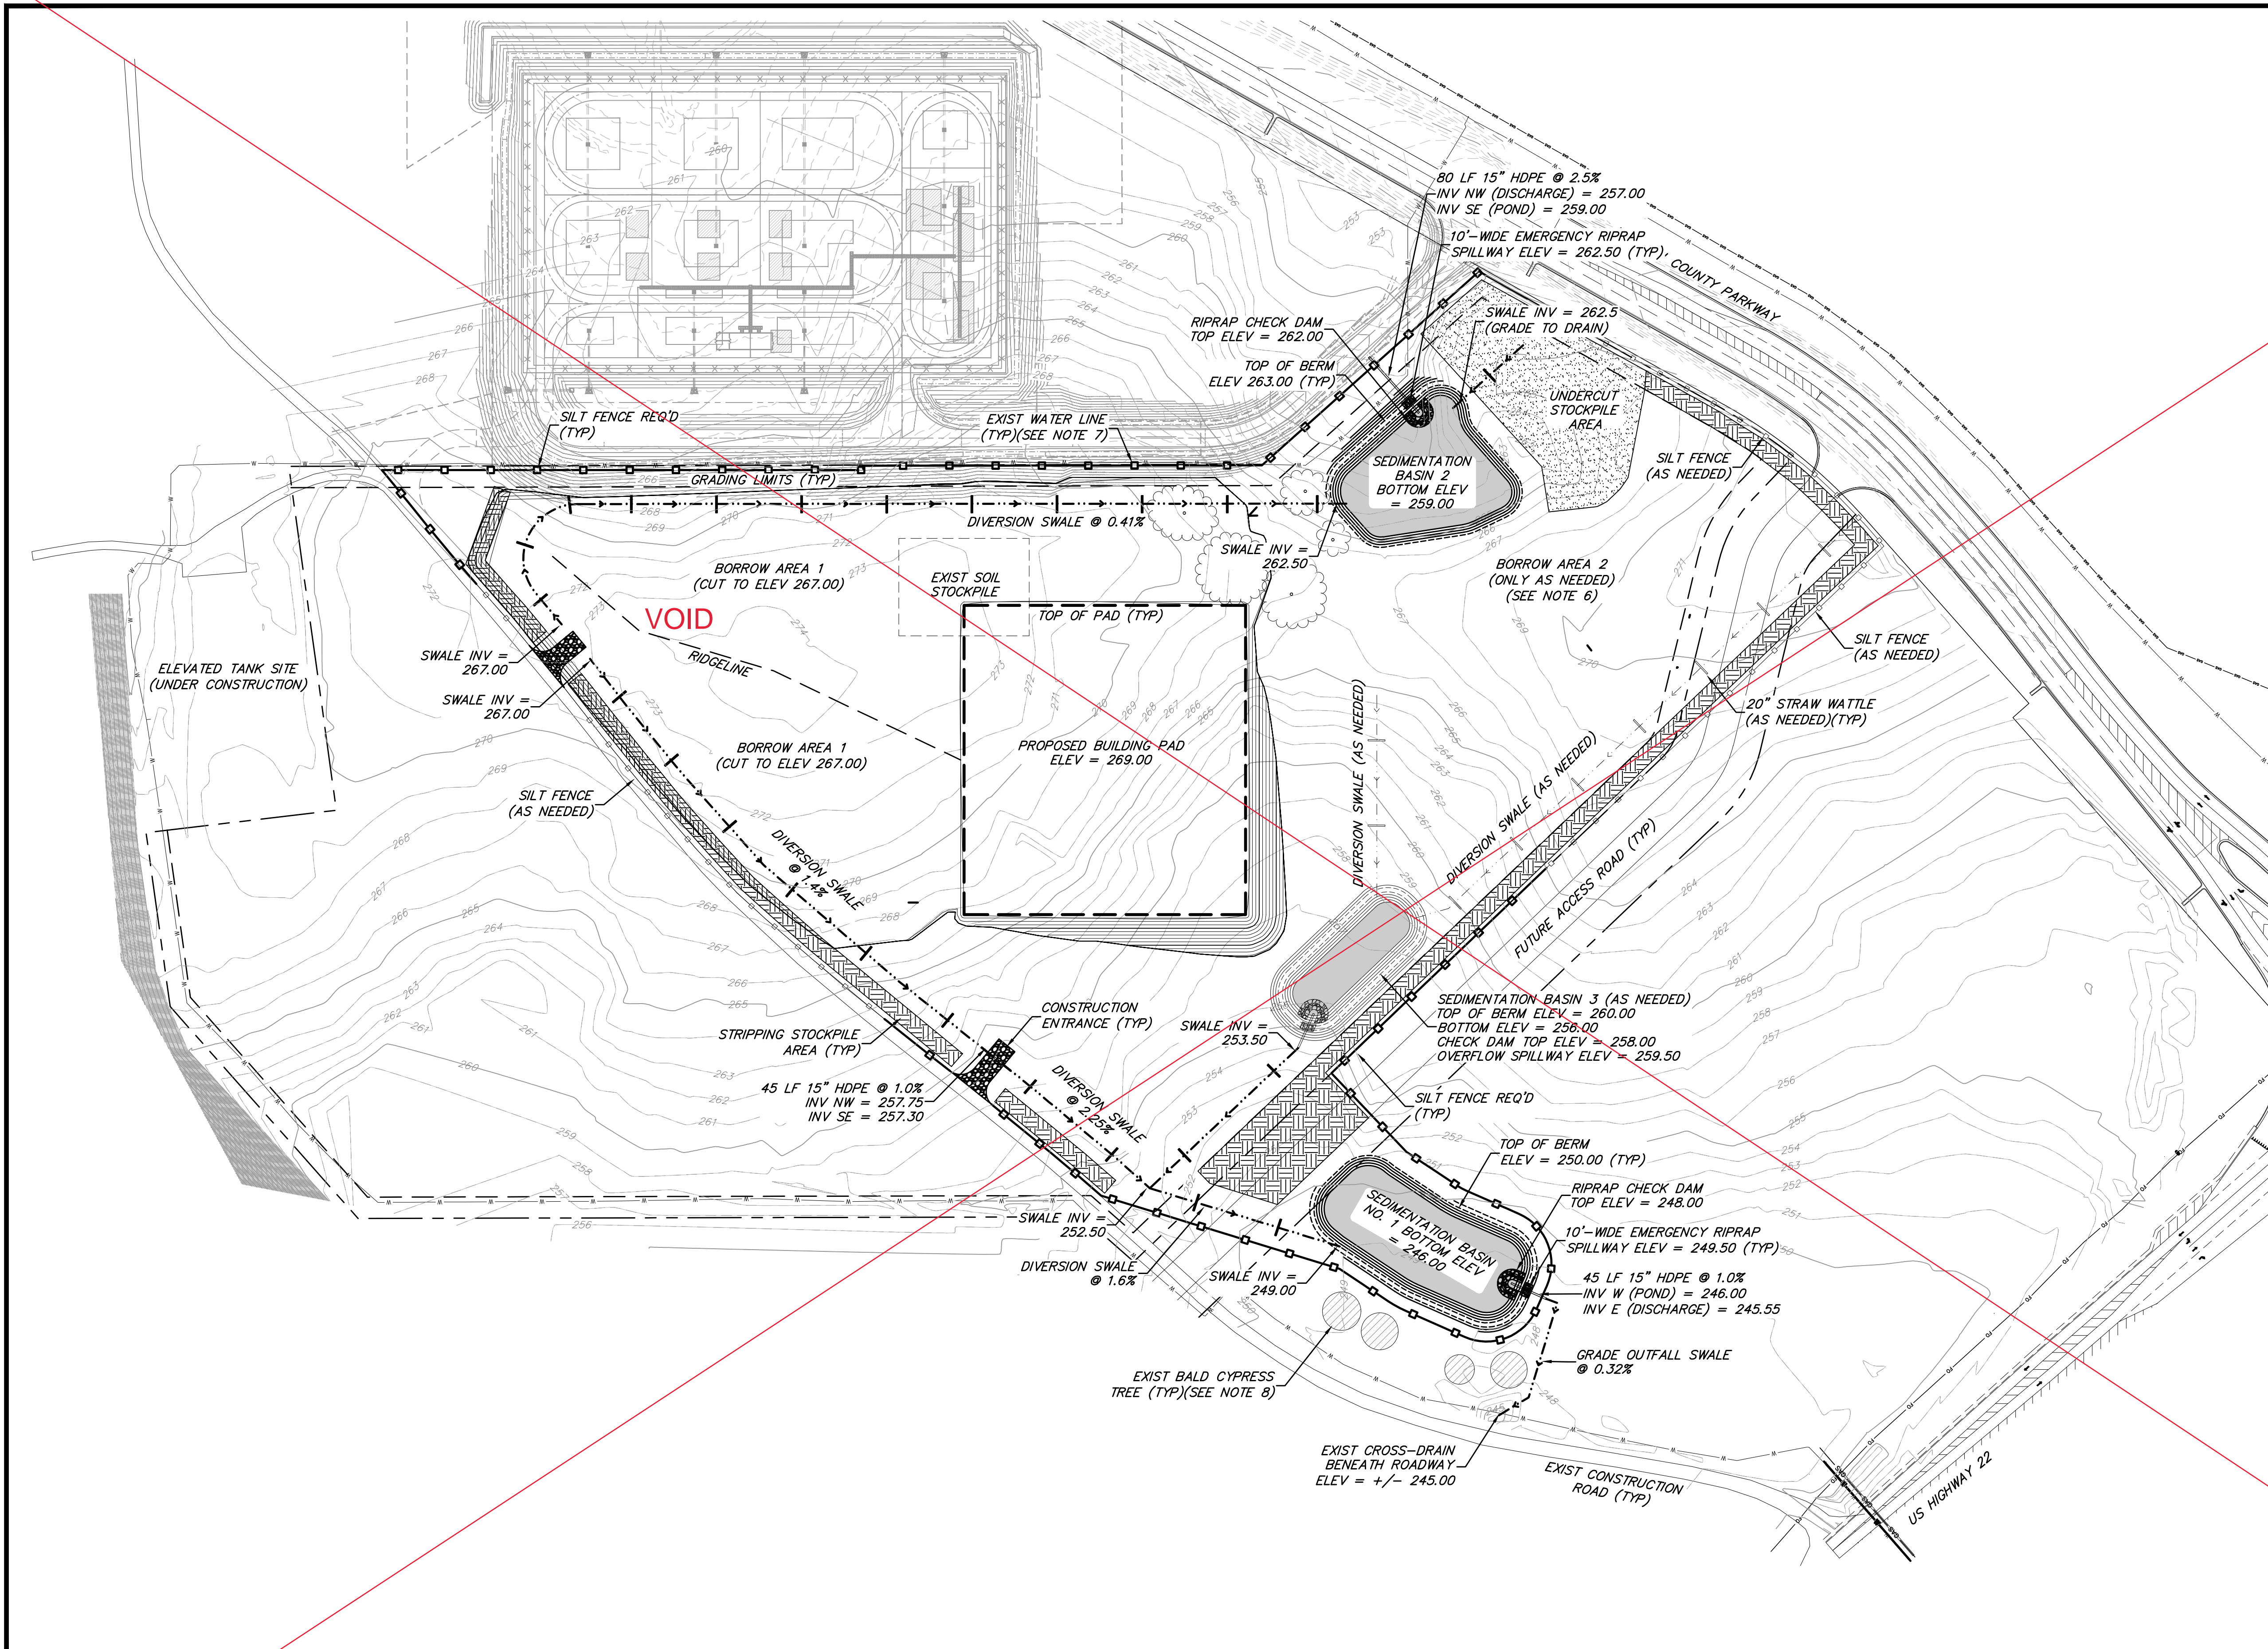 80 LF 15" HDPE @ 2.5%
INV NW (DISCHARGE) = 257.00
INV SE (POND) = 259.00
10'-WIDE EMERGENCY RIPRAP
SPILLWAY ELEV = 262.50 (TYP)
COUNTY PARKWAY
RIPRAP CHECK DAM
TOP ELEV = 262.00
SWALE INV = 262.5
(GRADE TO DRAIN)
TOP OF BERM
ELEV 263.00 (TYP)
UNDERCUT
STOCKPILE
AREA
SILT FENCE REQ'D
(TYP)
EXIST WATER LINE
(TYP)(SEE NOTE 7)
GRADING LIMITS (TYP)
SEDIMENTATION
BASIN 2
BOTTOM ELEV
= 259.00
SILT FENCE
(AS NEEDED)
DIVERSION SWALE @ 0.41%
SWALE INV =
262.50
BORROW AREA 1
(CUT TO ELEV 267.00)
EXIST SOIL
STOCKPILE
BORROW AREA 2
(ONLY AS NEEDED)
(SEE NOTE 6)
TOP OF PAD (TYP)
VOID
RIDGELINE
SWALE INV =
267.00
ELEVATED TANK SITE
(UNDER CONSTRUCTION)
SWALE INV =
267.00
SILT FENCE
(AS NEEDED)
20" STRAW WATTLE
(AS NEEDED)(TYP)
BORROW AREA 1
(CUT TO ELEV 267.00)
PROPOSED BUILDING PAD
ELEV = 269.00
DIVERSION SWALE (AS NEEDED)
DIVERSION SWALE (AS NEEDED)
SILT FENCE
(AS NEEDED)
DIVERSION SWALE
@ 1.4%
FUTURE ACCESS ROAD (TYP)
CONSTRUCTION
ENTRANCE (TYP)
STRIPPING STOCKPILE
AREA (TYP)
SWALE INV =
253.50
SEDIMENTATION BASIN 3 (AS NEEDED)
TOP OF BERM ELEV = 260.00
BOTTOM ELEV = 256.00
CHECK DAM TOP ELEV = 258.00
OVERFLOW SPILLWAY ELEV = 259.50
45 LF 15" HDPE @ 1.0%
INV NW = 257.75
INV SE = 257.30
DIVERSION SWALE
@ 2.25%
SILT FENCE REQ'D
(TYP)
TOP OF BERM
ELEV = 250.00 (TYP)
RIPRAP CHECK DAM
TOP ELEV = 248.00
SEDIMENTATION BASIN
NO. 1 BOTTOM ELEV
= 246.00
10'-WIDE EMERGENCY RIPRAP
SPILLWAY ELEV = 249.50 (TYP)
SWALE INV =
252.50
DIVERSION SWALE
@ 1.6%
SWALE INV =
249.00
45 LF 15" HDPE @ 1.0%
INV W (POND) = 246.00
INV E (DISCHARGE) = 245.55
GRADE OUTFALL SWALE
@ 0.32%
EXIST BALD CYPRESS
TREE (TYP)(SEE NOTE 8)
EXIST CROSS-DRAIN
BENEATH ROADWAY
ELEV = +/- 245.00
EXIST CONSTRUCTION
ROAD (TYP)
US HIGHWAY 22